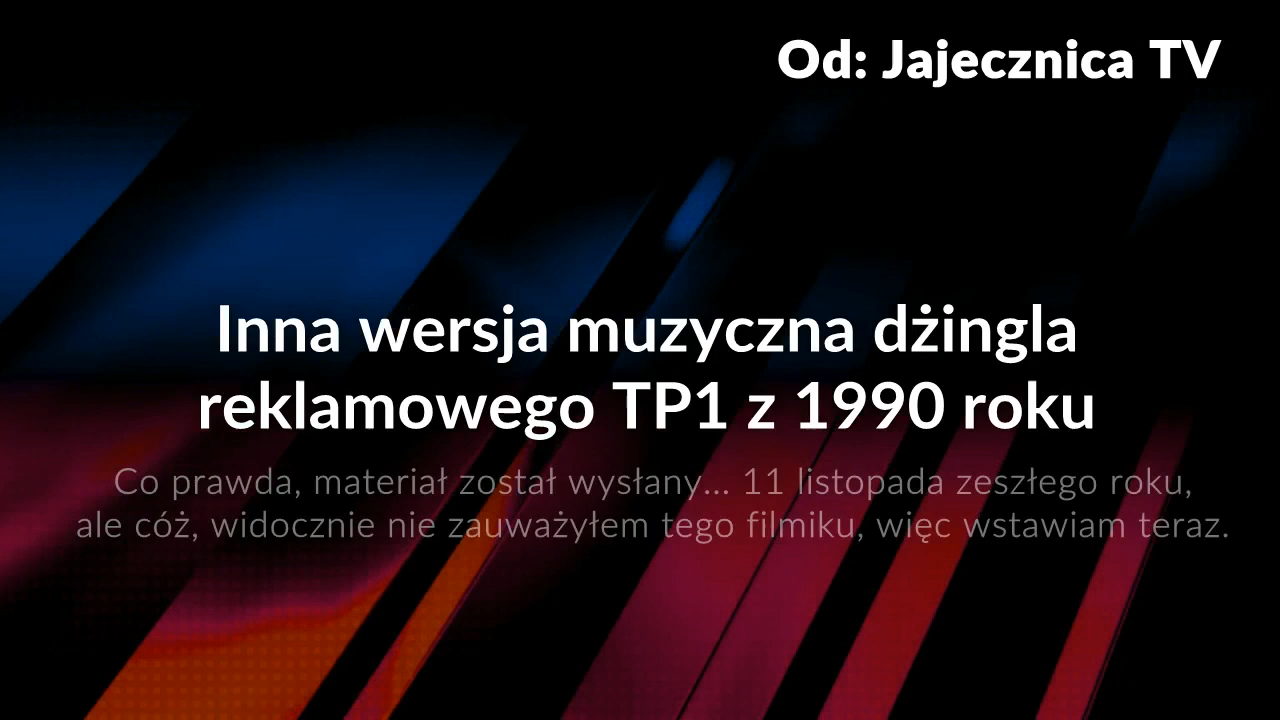 Od: Jajecznica TV
Inna wersja muzyczna dżingla
reklamowego TP1 z 1990 roku
Co prawda, materiał został wysłany... 11 listopada zeszłego roku,
ale cóż, widocznie nie zauważyłem tego filmiku, więc wstawiam teraz.